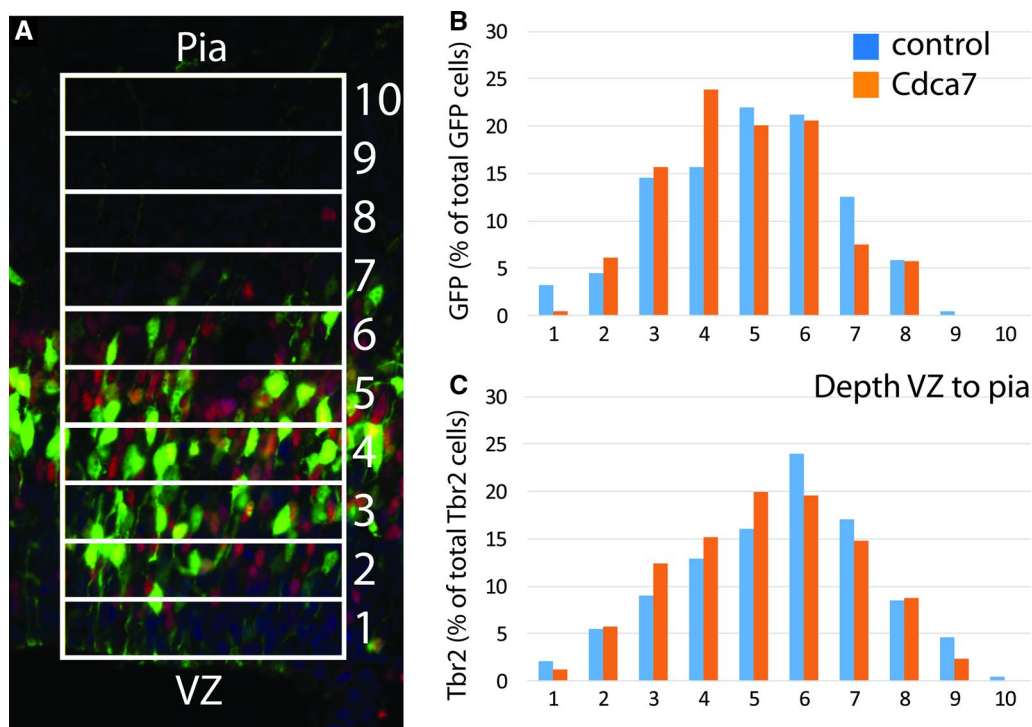 A
Pia
10
9
8
7
6
5
4
3
2
1
VZ
B
GFP (% of total GFP cells)
30
25
20
15
10
5
0
control
Cdca7
1 2 3 4 5 6 7 8 9 10
C
Depth VZ to pia
Tbr2 (% of total Tbr2 cells)
30
25
20
15
10
5
0
1 2 3 4 5 6 7 8 9 10